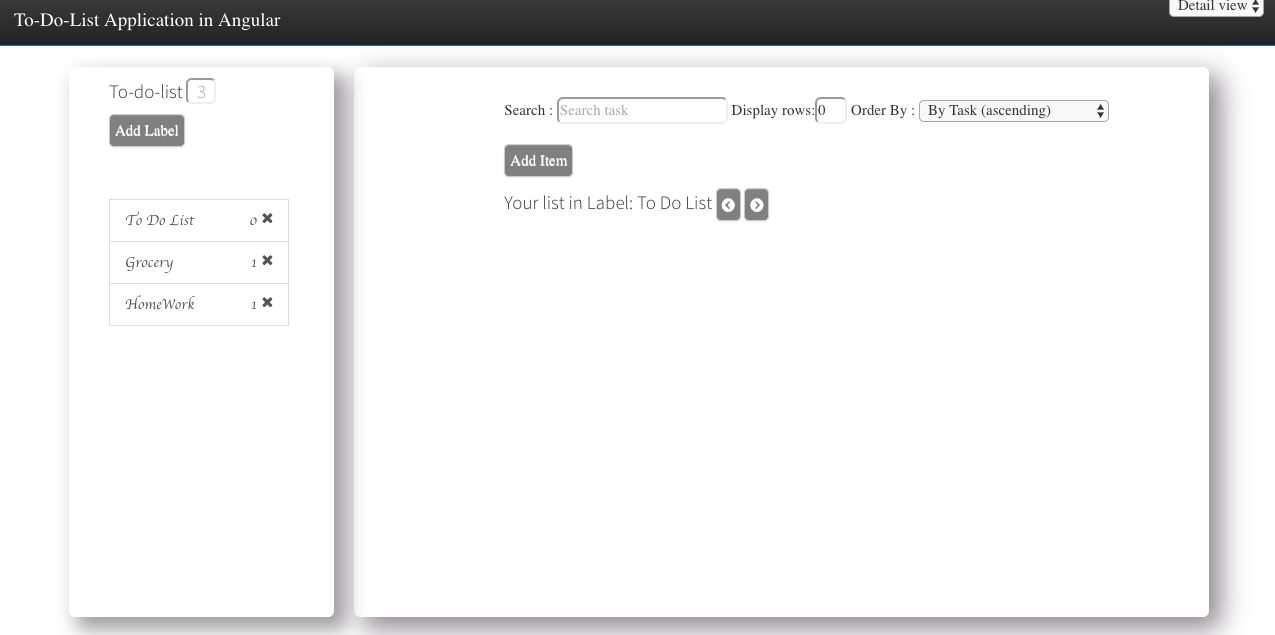 To-Do-List Application in Angular
Detail view
To-do-list 3
Add Label
To Do List 0
Grocery 1
HomeWork 1
Search : Search task Display rows: 0 Order By : By Task (ascending)
Add Item
Your list in Label: To Do List